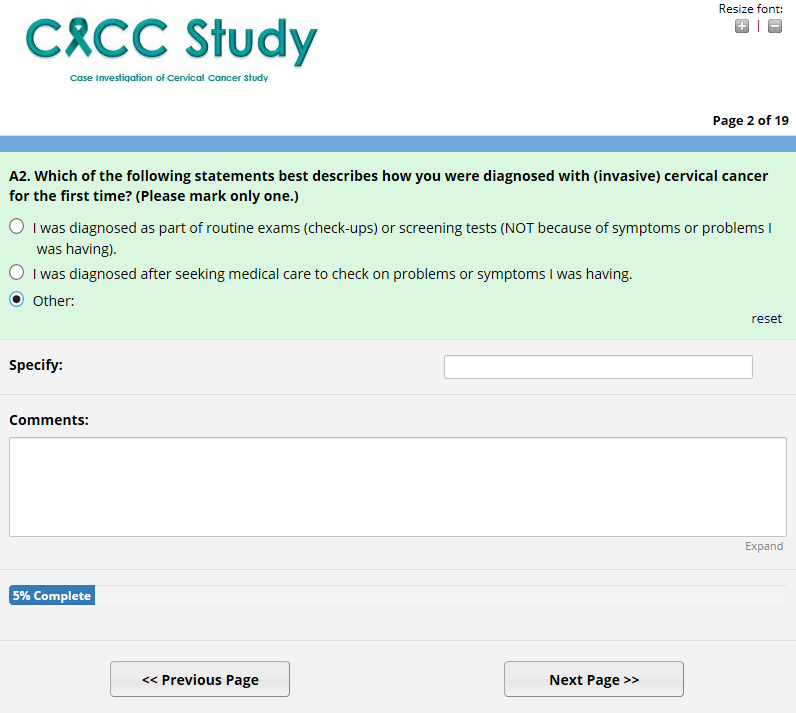 Resize font:
+ | -
CICC Study
Case Investigation of Cervical Cancer Study
Page 2 of 19
A2. Which of the following statements best describes how you were diagnosed with (invasive) cervical cancer
for the first time? (Please mark only one.)
I was diagnosed as part of routine exams (check-ups) or screening tests (NOT because of symptoms or problems I
was having).
I was diagnosed after seeking medical care to check on problems or symptoms I was having.
Other:
reset
Specify:
Comments:
Expand
5% Complete
<< Previous Page
Next Page >>